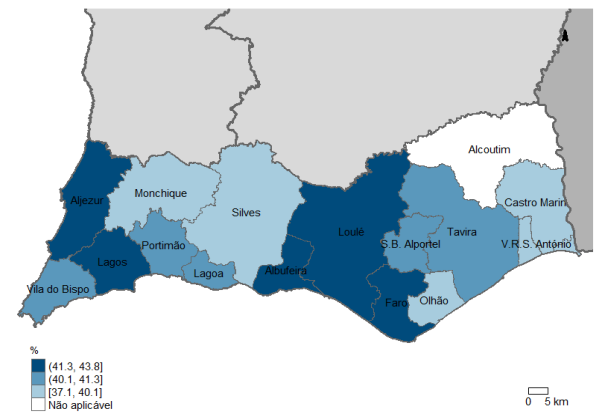 Alcoutim
Aljezur
Monchique
Castro Marin
Silves
Loulé
Tavira
Portimão
S.B. Alportel
V.R.S. António
Lagos
Lagoa
Albufeira
Vila do Bispo
Faro
Olhão
%
(41.3, 43.8]
(40.1, 41.3]
[37.1, 40.1]
Não aplicável
0 5 km